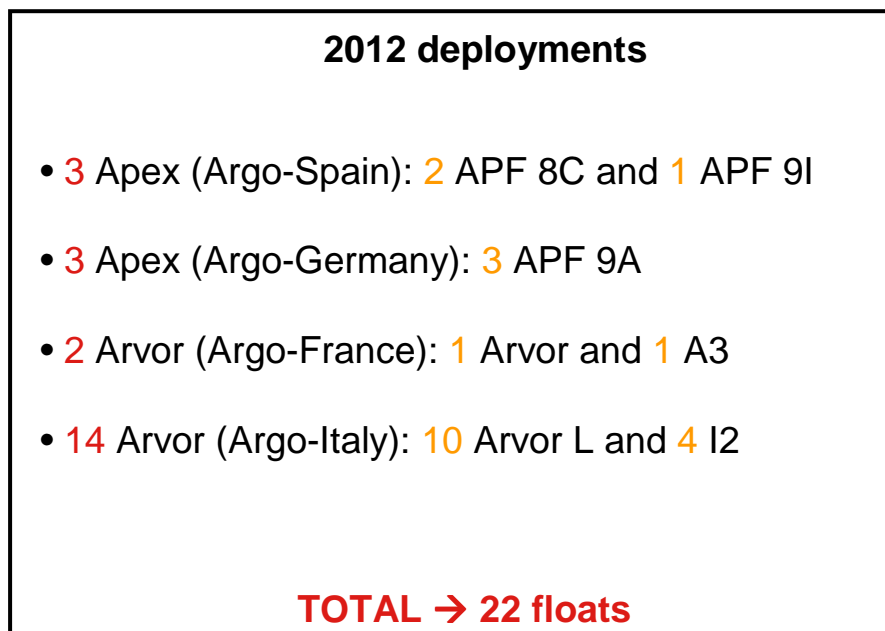 2012 deployments
• 3 Apex (Argo-Spain): 2 APF 8C and 1 APF 9I
• 3 Apex (Argo-Germany): 3 APF 9A
• 2 Arvor (Argo-France): 1 Arvor and 1 A3
• 14 Arvor (Argo-Italy): 10 Arvor L and 4 I2
TOTAL → 22 floats